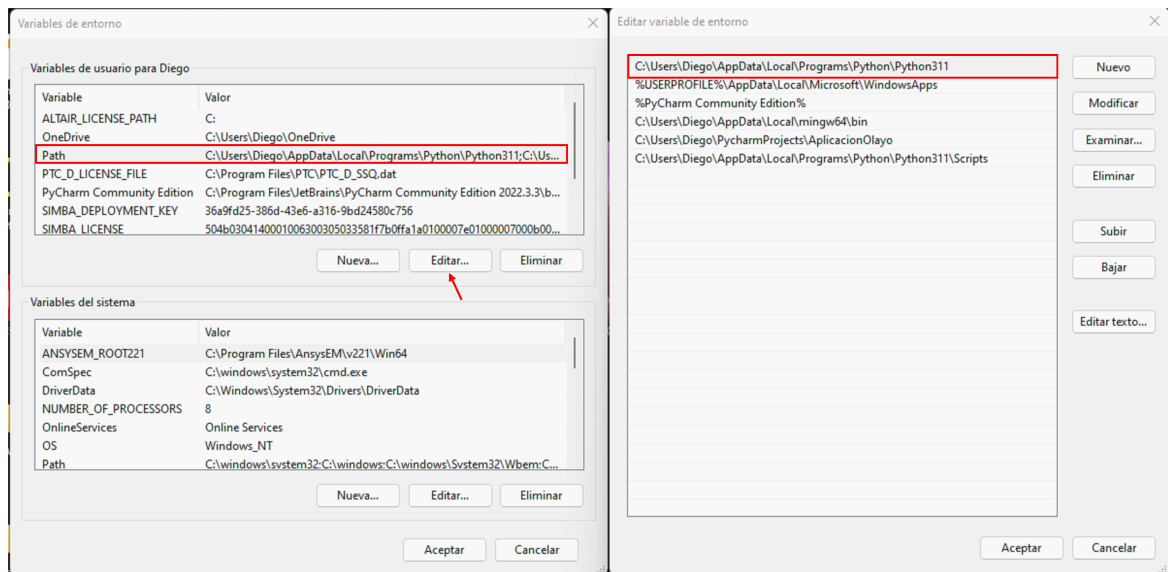 Variables de entorno
Variables de usuario para Diego
Variable Valor
ALTAIR_LICENSE_PATH C:
OneDrive C:\Users\Diego\OneDrive
Path C:\Users\Diego\AppData\Local\Programs\Python\Python311;C:\Us...
PTC_D_LICENSE_FILE C:\Program Files\PTC\PTC_D_SSQ.dat
PyCharm Community Edition C:\Program Files\JetBrains\PyCharm Community Edition 2022.3.3\b...
SIMBA_DEPLOYMENT_KEY 36a9fd25-386d-43e6-a316-9bd24580c756
SIMBA LICENSE 504b0304140001006300305033581f7b0ffa1a0100007e01000007000b00...
Nueva... Editar... Eliminar
Variables del sistema
Variable Valor
ANSYSEM_ROOT221 C:\Program Files\AnsysEM\v221\Win64
ComSpec C:\windows\system32\cmd.exe
DriverData C:\Windows\System32\Drivers\DriverData
NUMBER_OF_PROCESSORS 8
OnlineServices Online Services
OS Windows_NT
Path C:\windows\system32;C:\windows;C:\windows\System32\Wbem;C...
Nueva... Editar... Eliminar
Aceptar Cancelar
Editar variable de entorno
C:\Users\Diego\AppData\Local\Programs\Python\Python311
%USERPROFILE%\AppData\Local\Microsoft\WindowsApps
%PyCharm Community Edition%
C:\Users\Diego\AppData\Local\mingw64\bin
C:\Users\Diego\PycharmProjects\AplicacionOlayo
C:\Users\Diego\AppData\Local\Programs\Python\Python311\Scripts
Nuevo
Modificar
Examinar...
Eliminar
Subir
Bajar
Editar texto...
Aceptar Cancelar